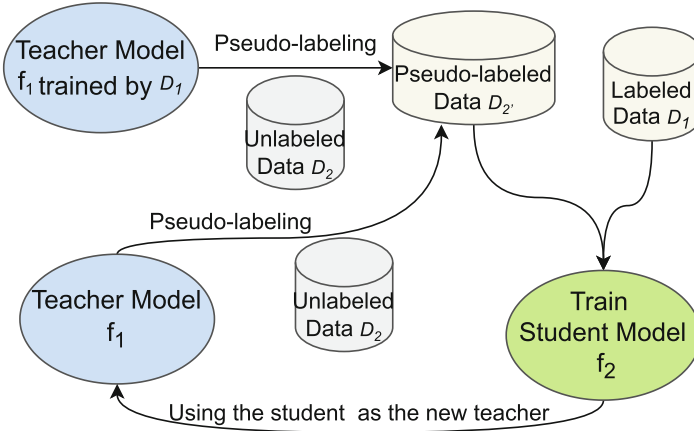 Teacher Model
f1 trained by D1
Pseudo-labeling
Unlabeled
Data D2
Pseudo-labeled
Data D2'
Labeled
Data D1
Pseudo-labeling
Unlabeled
Data D2
Teacher Model
f1
Train
Student Model
f2
Using the student as the new teacher